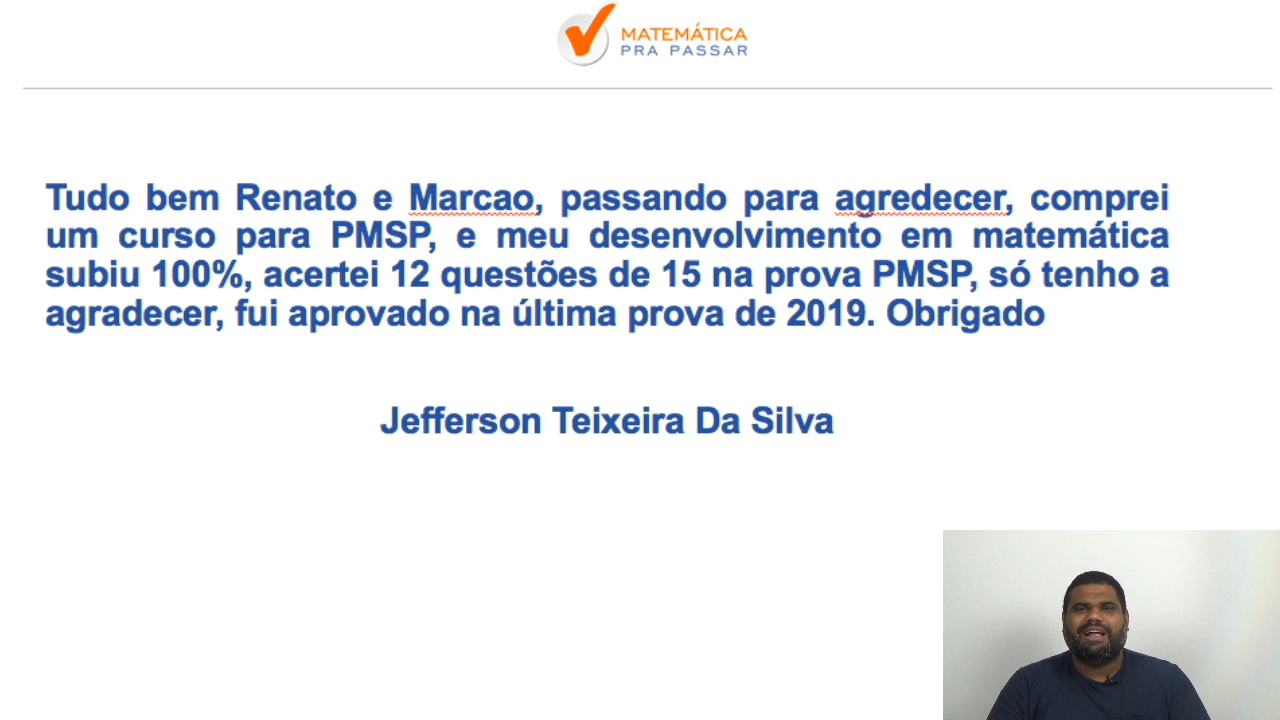 MATEMÁTICA
PRA PASSAR
Tudo bem Renato e Marcao, passando para agredecer, comprei
um curso para PMSP, e meu desenvolvimento em matemática
subiu 100%, acertei 12 questões de 15 na prova PMSP, só tenho a
agradecer, fui aprovado na última prova de 2019. Obrigado
Jefferson Teixeira Da Silva